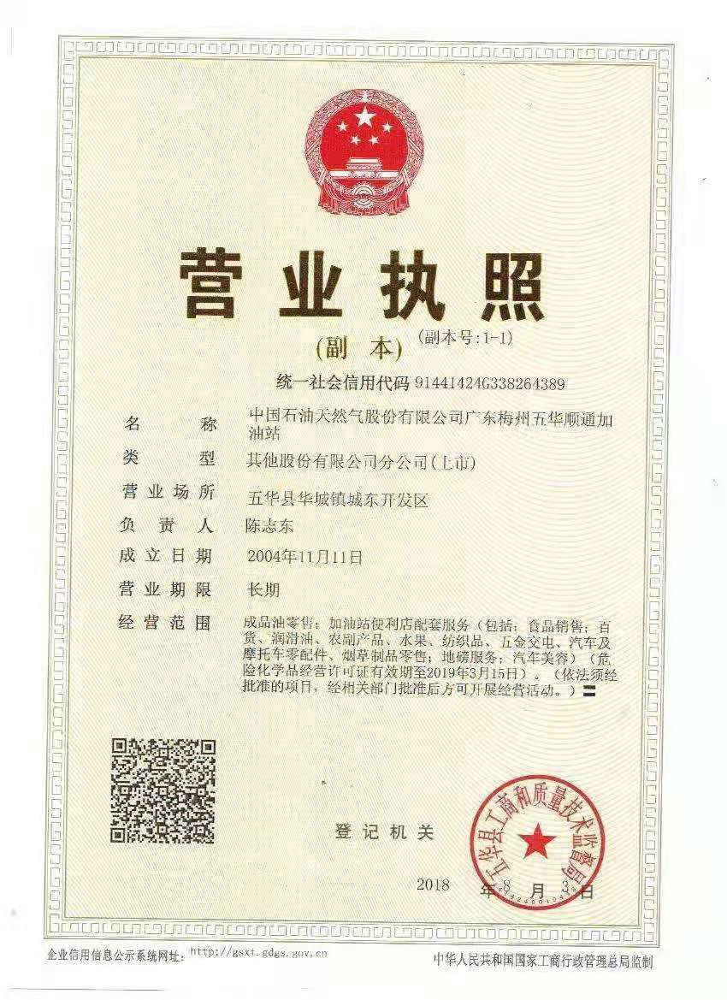 营业执照
(副 本)
(副本号:1-1)
统一社会信用代码 91441424G338264389
名称 中国石油天然气股份有限公司广东梅州五华顺通加
油站
类型 其他股份有限公司分公司(上市)
营业场所 五华县华城镇城东开发区
负责人 陈志东
成立日期 2004年11月11日
营业期限 长期
经营范围 成品油零售；加油站便利店配套服务（包括：食品销售；百
货、润滑油、农副产品、水果、纺织品、五金交电、汽车及
摩托车零配件、烟草制品零售；地磅服务；汽车美容）（危
险化学品经营许可证有效期至2019年3月15日）。（依法须经
批准的项目，经相关部门批准后方可开展经营活动。）
登记机关
五华县工商和质量技术监督局
2018 年 8 月 3 日
企业信用信息公示系统网址：http://gsxt.gdgs.gov.cn
中华人民共和国国家工商行政管理总局监制